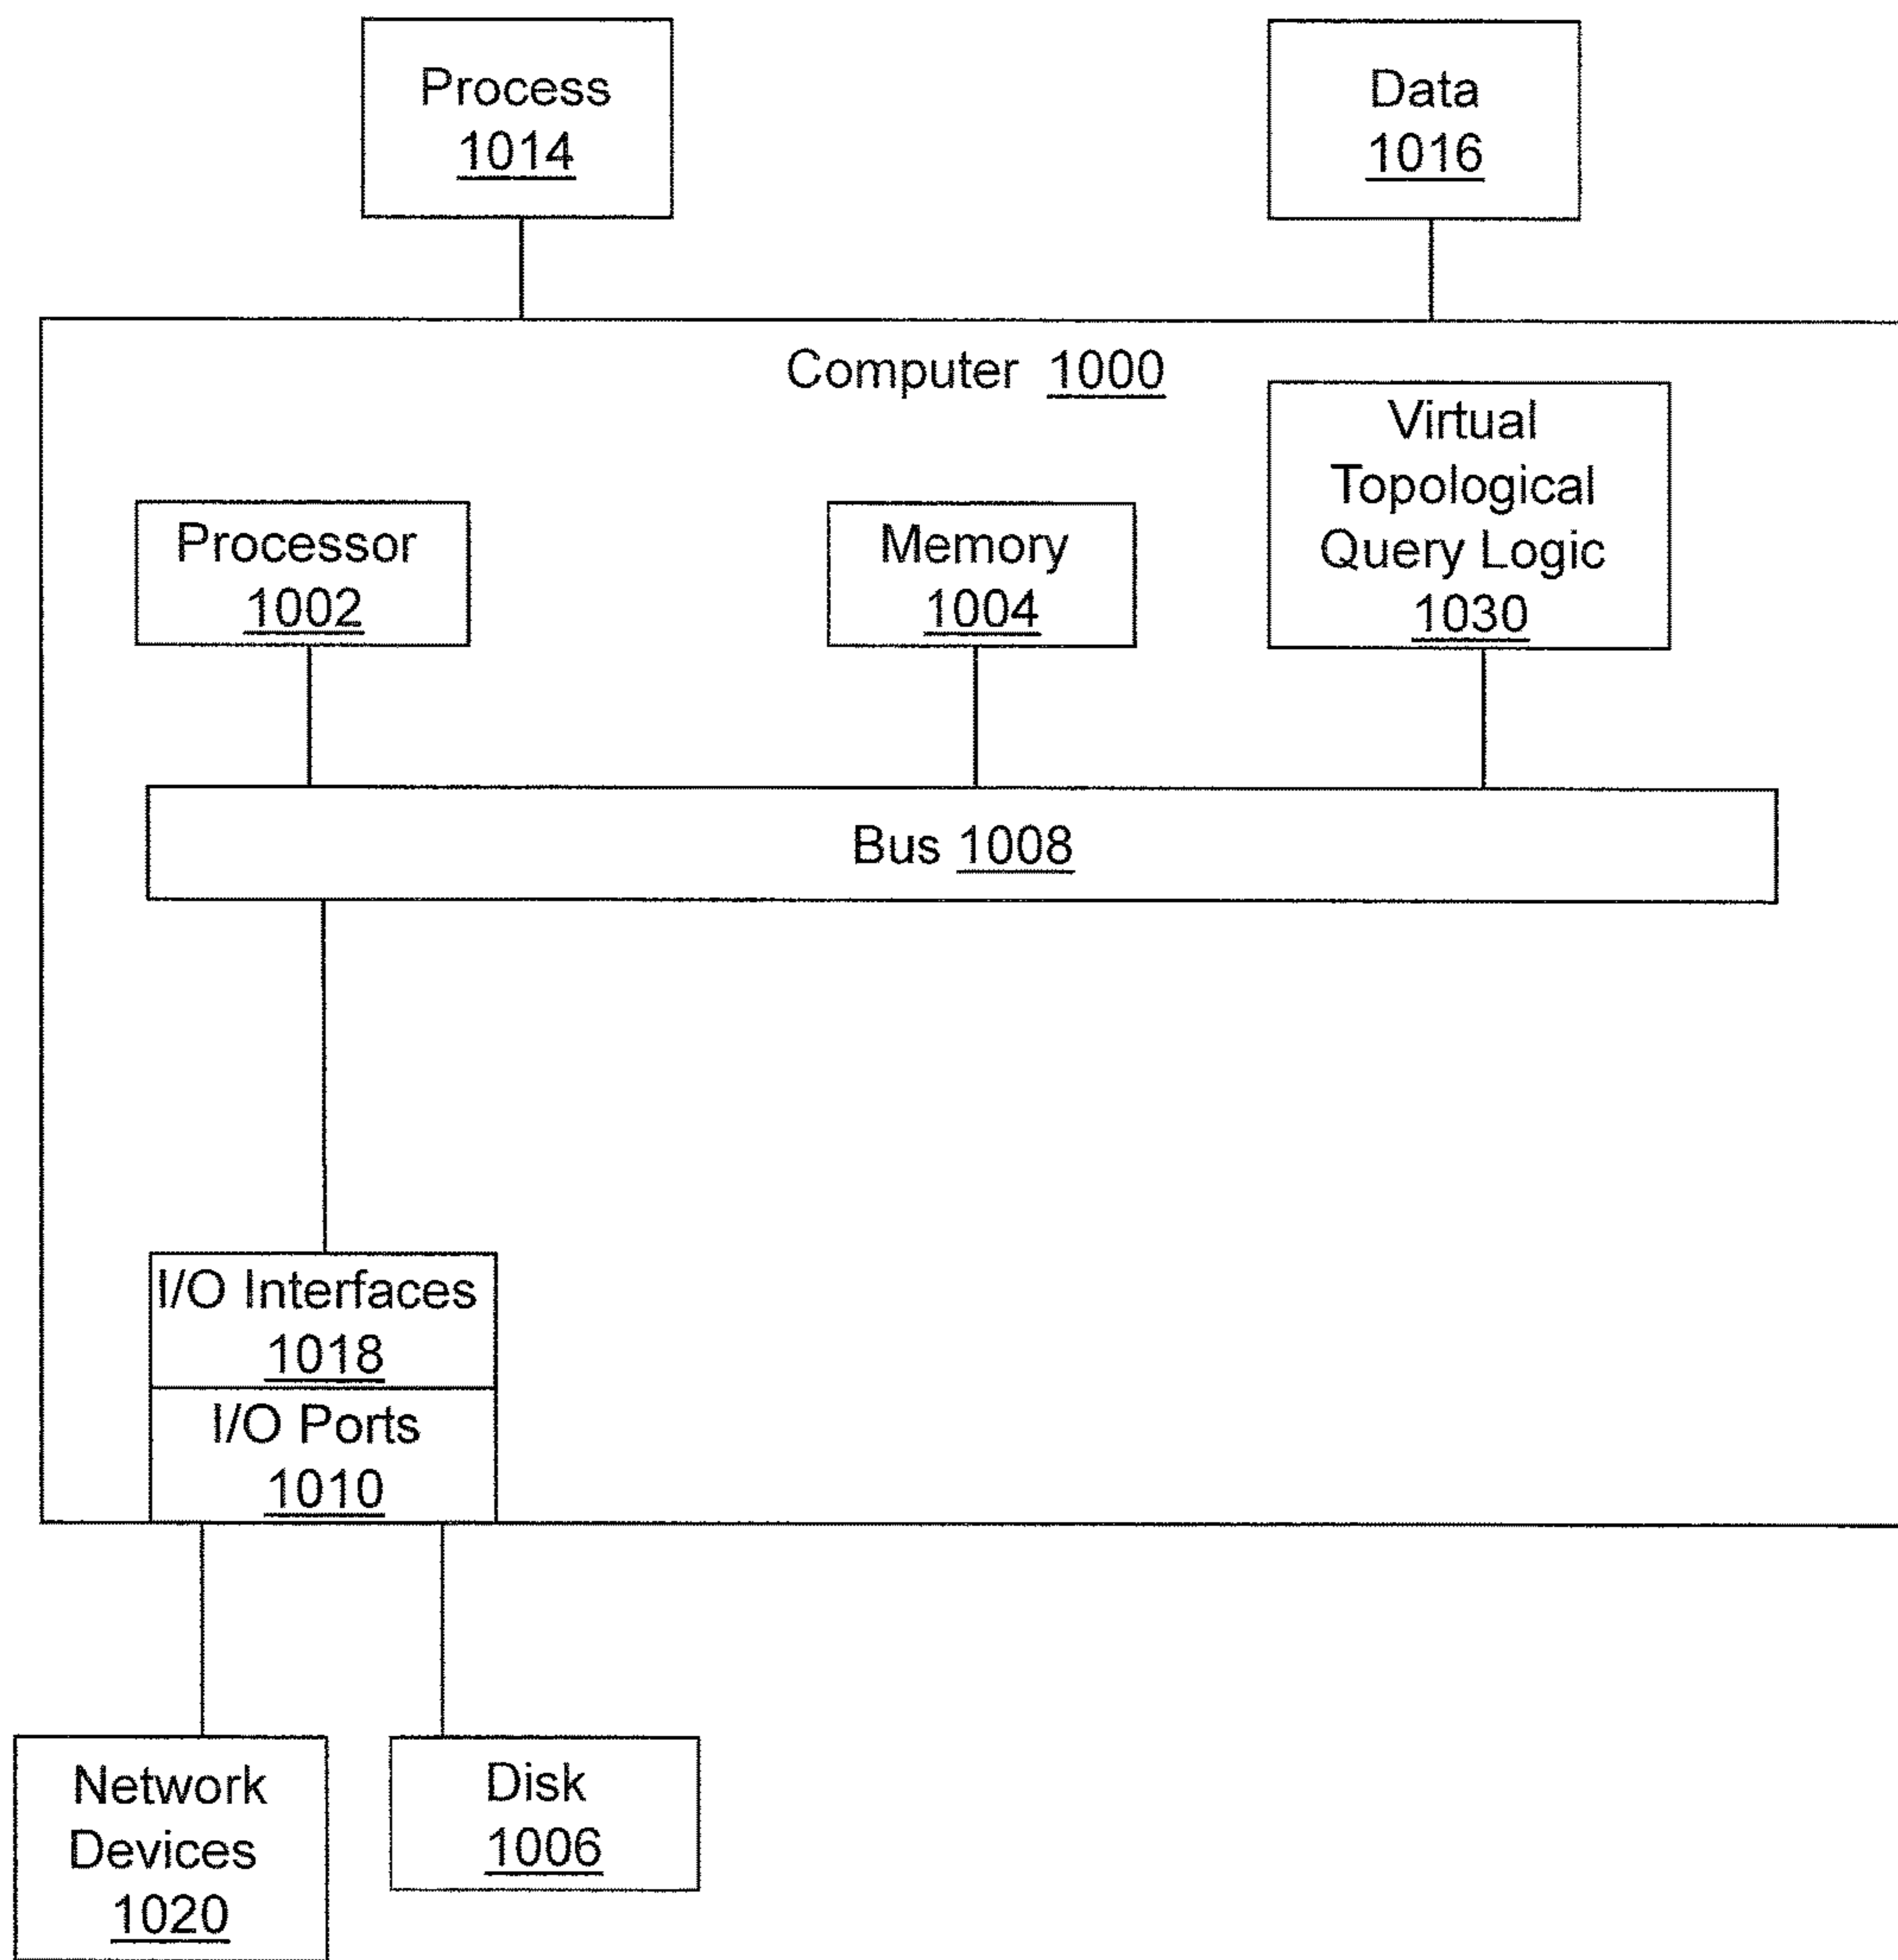 Process
1014
Data
1016
Computer 1000
Virtual
Topological
Query Logic
1030
Processor
1002
Memory
1004
Bus 1008
I/O Interfaces
1018
I/O Ports
1010
Network
Devices
1020
Disk
1006